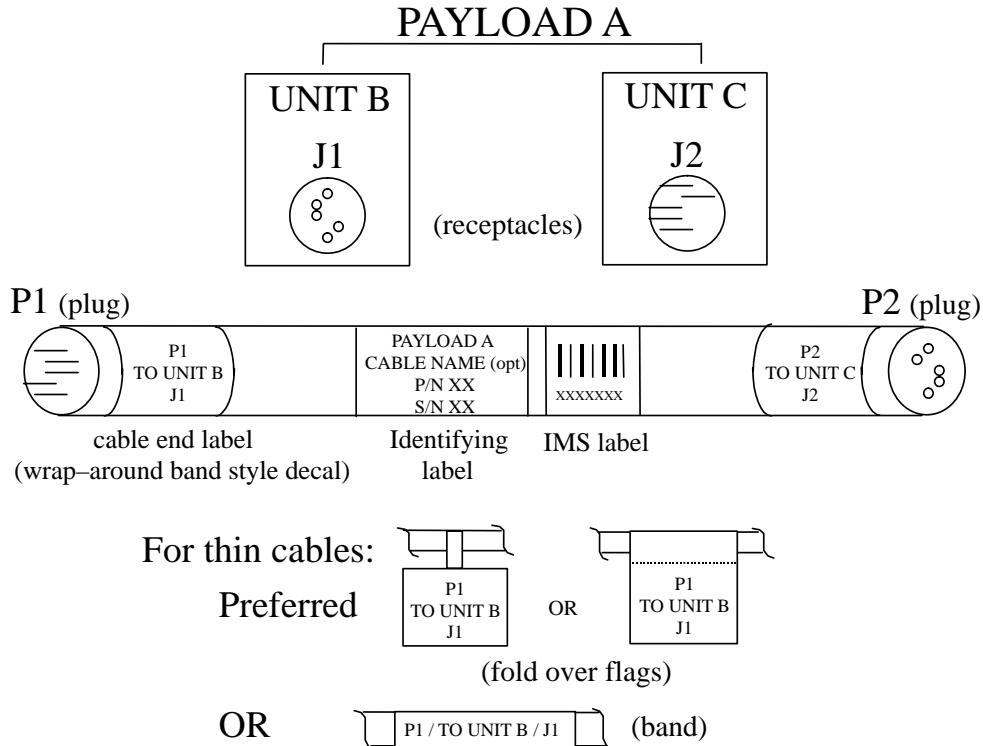 PAYLOAD A
UNIT B
UNIT C
J1
J2
(receptacles)
P1 (plug)
P2 (plug)
P1
TO UNIT B
J1
PAYLOAD A
CABLE NAME (opt)
P/N XX
S/N XX
XXXXXXX
P2
TO UNIT C
J2
cable end label
(wrap–around band style decal)
Identifying
label
IMS label
For thin cables:
Preferred
P1
TO UNIT B
J1
OR
P1
TO UNIT B
J1
(fold over flags)
OR
P1 / TO UNIT B / J1
(band)